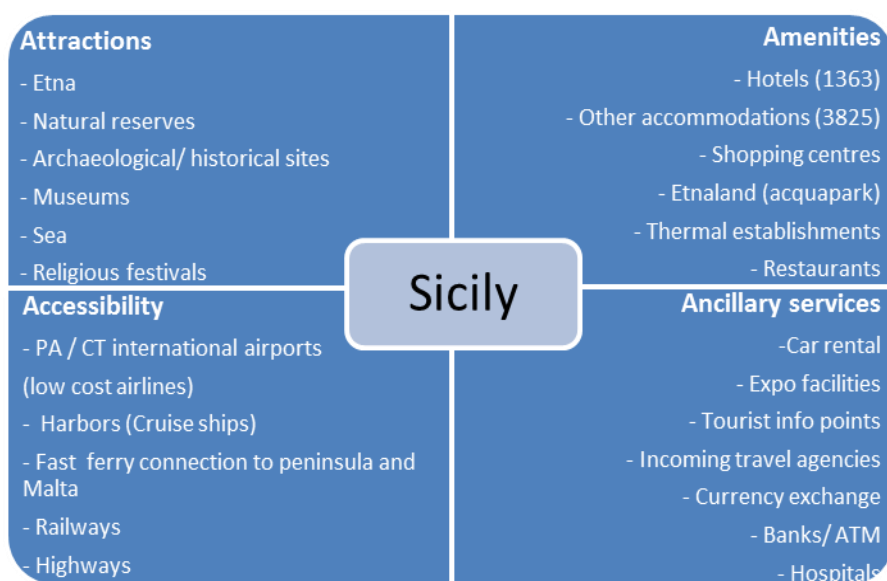 Attractions
- Etna
- Natural reserves
- Archaeological/ historical sites
- Museums
- Sea
- Religious festivals
Amenities
- Hotels (1363)
- Other accommodations (3825)
- Shopping centres
- Etnaland (acquapark)
- Thermal establishments
- Restaurants
Sicily
Accessibility
- PA / CT international airports
(low cost airlines)
- Harbors (Cruise ships)
- Fast ferry connection to peninsula and
Malta
- Railways
- Highways
Ancillary services
-Car rental
- Expo facilities
- Tourist info points
- Incoming travel agencies
- Currency exchange
- Banks/ ATM
- Hospitals